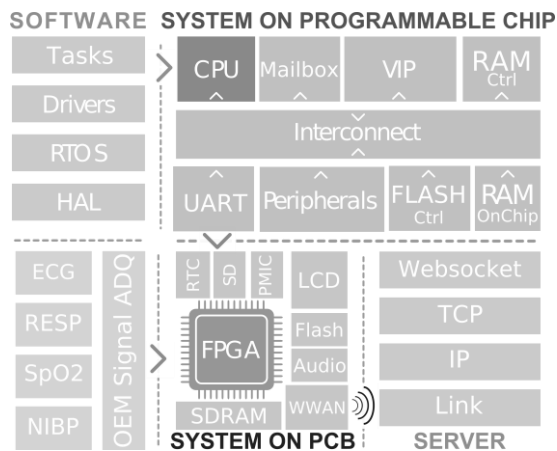 SOFTWARE
SYSTEM ON PROGRAMMABLE CHIP
Tasks
Drivers
RTOS
HAL
CPU
Mailbox
VIP
RAM
Ctrl
Interconnect
UART
Peripherals
FLASH
Ctrl
RAM
OnChip
ECG
RESP
SpO2
NIBP
OEM Signal ADQ
RTC
SD
PMIC
LCD
FPGA
Flash
Audio
SDRAM
WWAN
SYSTEM ON PCB
Websocket
TCP
IP
Link
SERVER